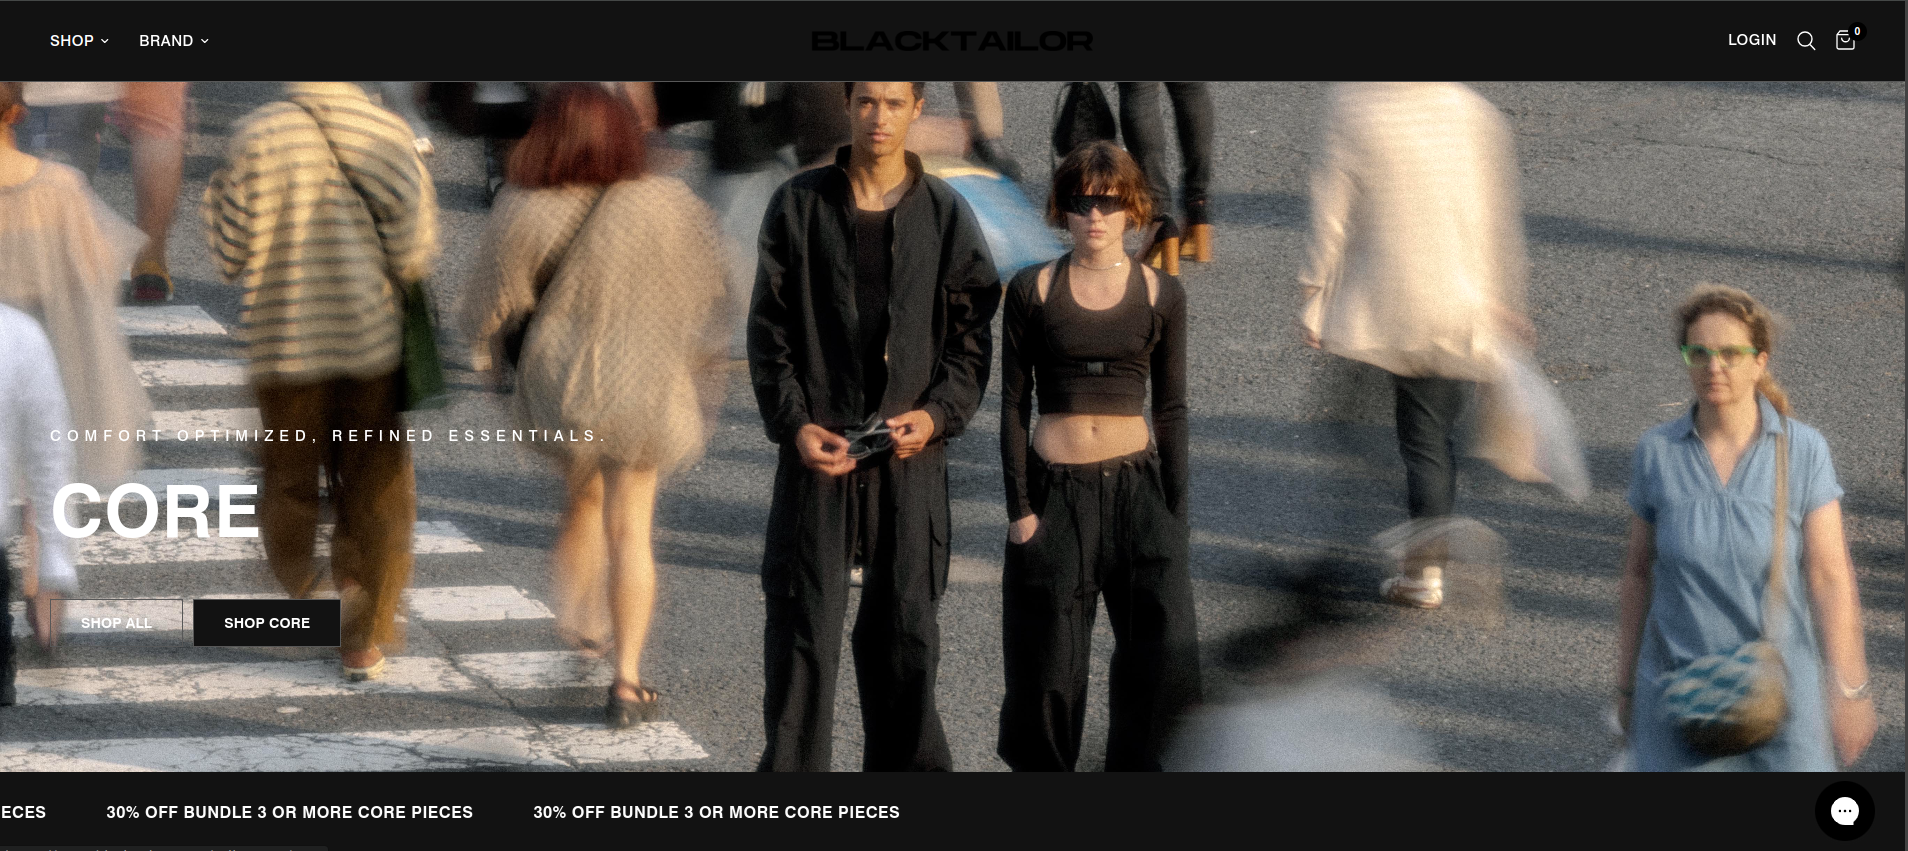 SHOP
BRAND
BLACKTAILOR
LOGIN
0
COMFORT OPTIMIZED, REFINED ESSENTIALS.
CORE
SHOP ALL
SHOP CORE
ECES
30% OFF BUNDLE 3 OR MORE CORE PIECES
30% OFF BUNDLE 3 OR MORE CORE PIECES